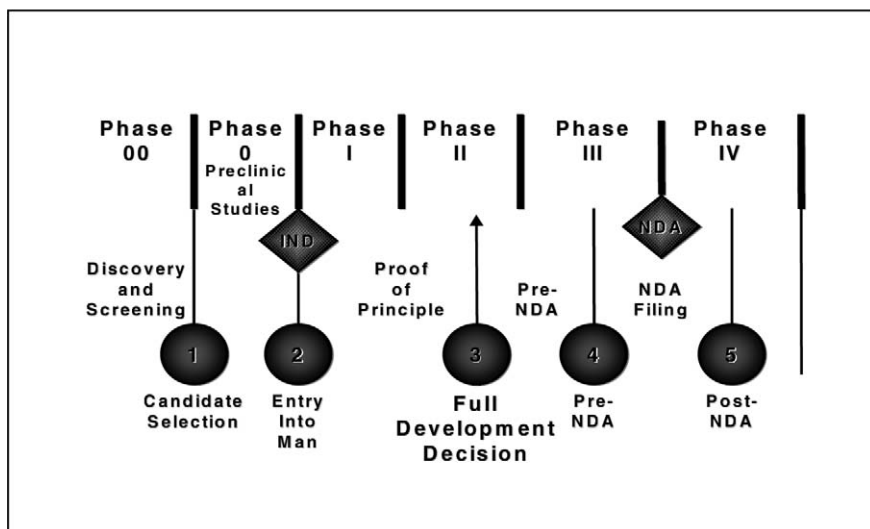 Phase
00
Phase
0
Preclinic
al
Studies
Phase
I
Phase
II
Phase
III
Phase
IV
IND
NDA
Discovery
and
Screening
Proof
of
Principle
Pre-
NDA
NDA
Filing
1
2
3
4
5
Candidate
Selection
Entry
Into
Man
Full
Development
Decision
Pre-
NDA
Post-
NDA